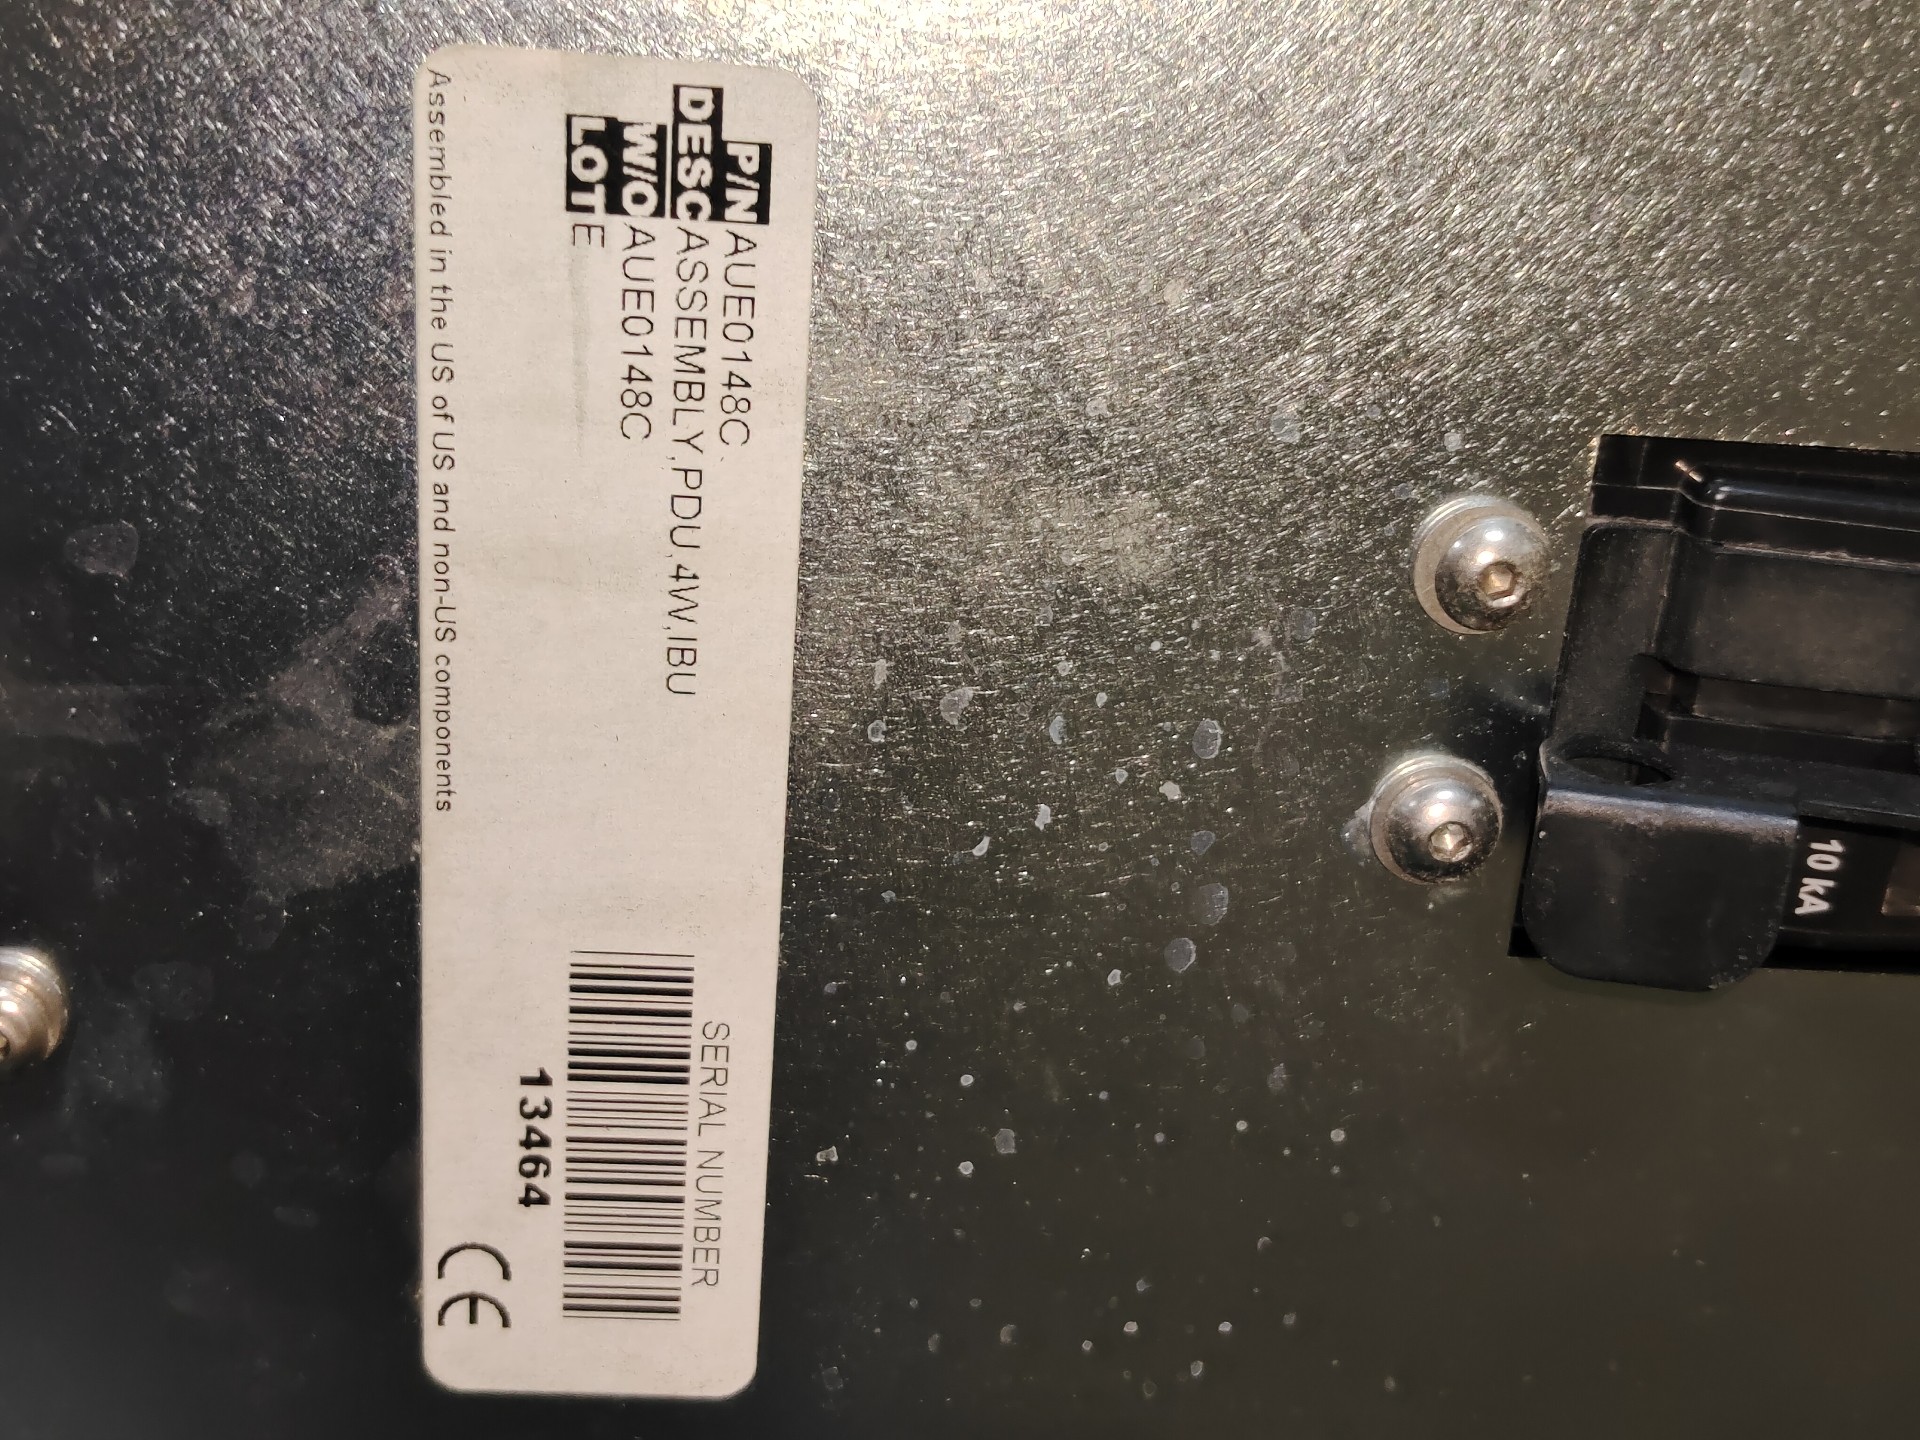 P/N AUE0148C
DESC ASSEMBLY,PDU,4W,IBU
W/O AUE0148C
LOT E
Assembled in the US of US and non-US components
SERIAL NUMBER
13464
CE
10 kA